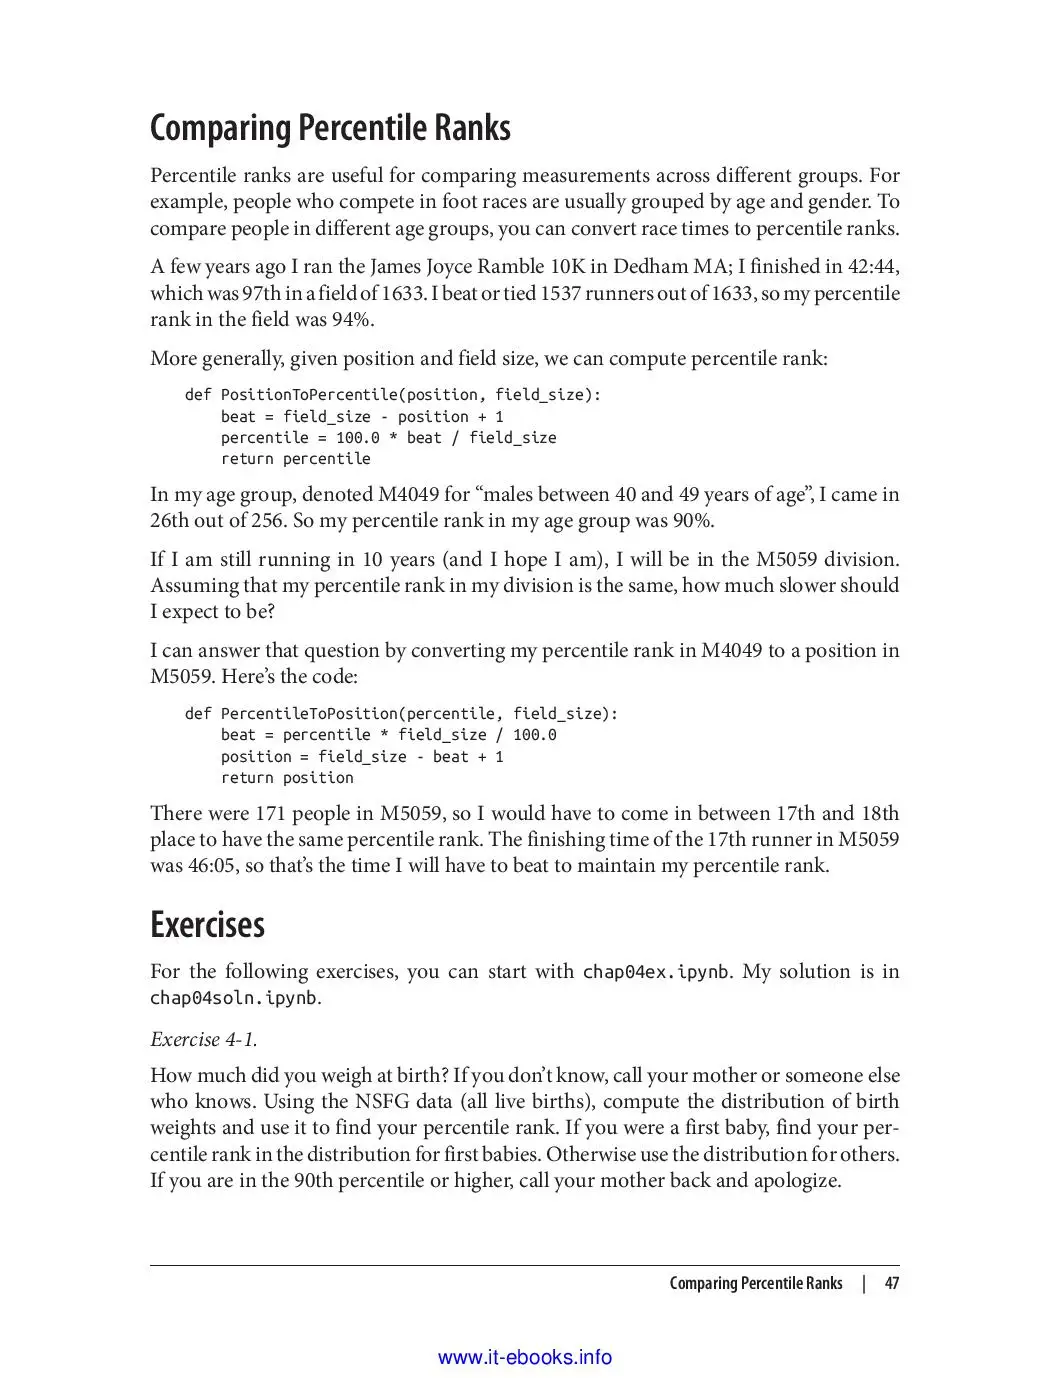 Comparing Percentile Ranks
Percentile ranks are useful for comparing measurements across different groups. For
example, people who compete in foot races are usually grouped by age and gender. To
compare people in different age groups, you can convert race times to percentile ranks.
A few years ago I ran the James Joyce Ramble 10K in Dedham MA; I finished in 42:44,
which was 97th in a field of 1633. I beat or tied 1537 runners out of 1633, so my percentile
rank in the field was 94%.
More generally, given position and field size, we can compute percentile rank:
def PositionToPercentile(position, field_size):
    beat = field_size - position + 1
    percentile = 100.0 * beat / field_size
    return percentile
In my age group, denoted M4049 for “males between 40 and 49 years of age”, I came in
26th out of 256. So my percentile rank in my age group was 90%.
If I am still running in 10 years (and I hope I am), I will be in the M5059 division.
Assuming that my percentile rank in my division is the same, how much slower should
I expect to be?
I can answer that question by converting my percentile rank in M4049 to a position in
M5059. Here’s the code:
def PercentileToPosition(percentile, field_size):
    beat = percentile * field_size / 100.0
    position = field_size - beat + 1
    return position
There were 171 people in M5059, so I would have to come in between 17th and 18th
place to have the same percentile rank. The finishing time of the 17th runner in M5059
was 46:05, so that’s the time I will have to beat to maintain my percentile rank.
Exercises
For the following exercises, you can start with chap04ex.ipynb. My solution is in
chap04soln.ipynb.
Exercise 4-1.
How much did you weigh at birth? If you don’t know, call your mother or someone else
who knows. Using the NSFG data (all live births), compute the distribution of birth
weights and use it to find your percentile rank. If you were a first baby, find your per-
centile rank in the distribution for first babies. Otherwise use the distribution for others.
If you are in the 90th percentile or higher, call your mother back and apologize.
Comparing Percentile Ranks | 47
www.it-ebooks.info